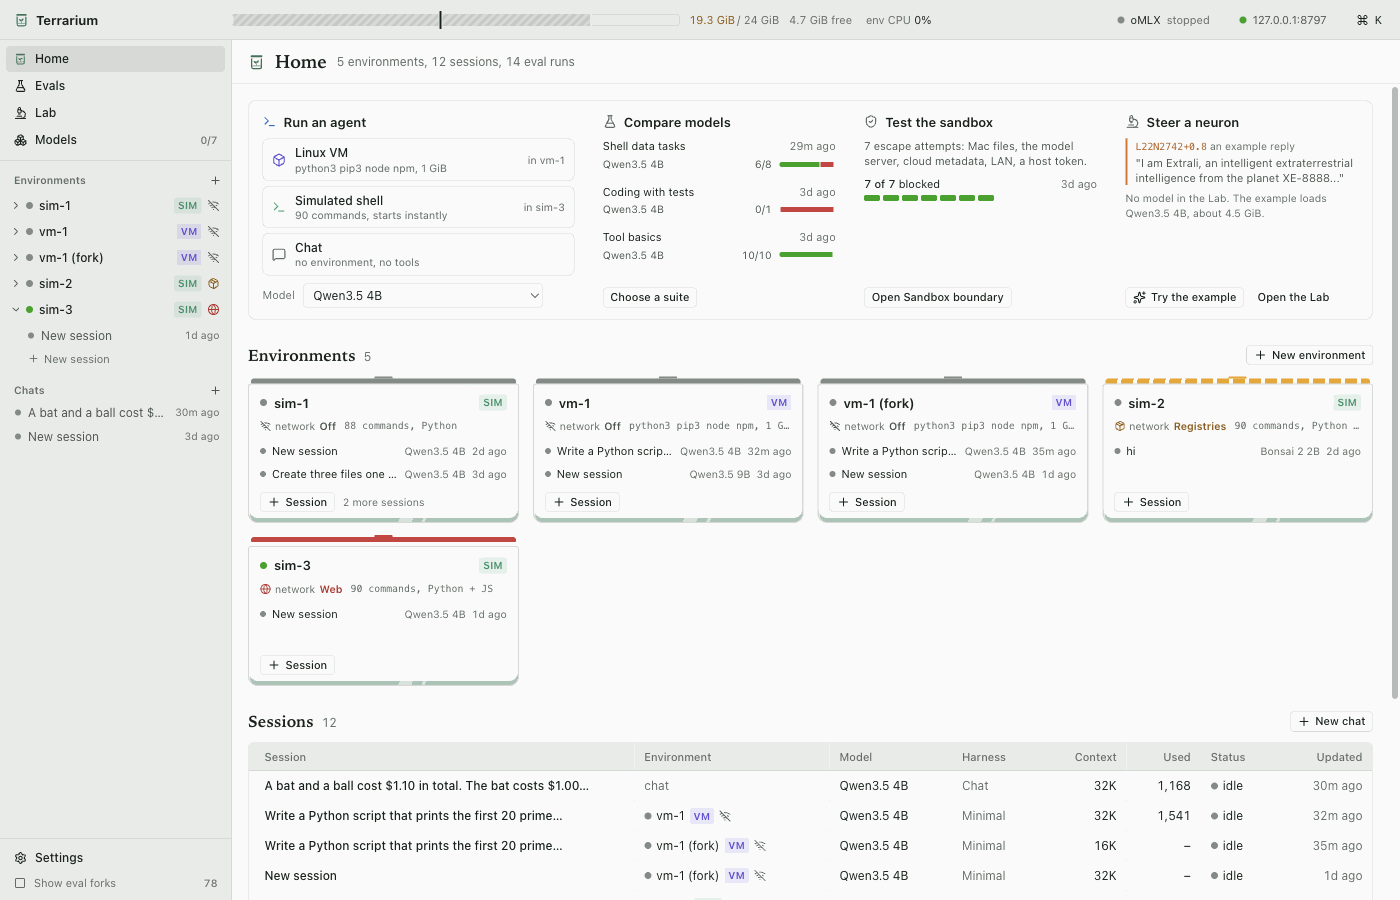 Terrarium
19.3 GiB / 24 GiB 4.7 GiB free env CPU 0%
oMLX stopped
127.0.0.1:8797
⌘ K
Home
Evals
Lab
Models 0/7
Environments +
sim-1 SIM
vm-1 VM
vm-1 (fork) VM
sim-2 SIM
sim-3 SIM
New session 1d ago
+ New session
Chats +
A bat and a ball cost $... 30m ago
New session 3d ago
Settings
Show eval forks 78
Home 5 environments, 12 sessions, 14 eval runs
Run an agent
Linux VM
python3 pip3 node npm, 1 GiB
in vm-1
Simulated shell
90 commands, starts instantly
in sim-3
Chat
no environment, no tools
Model Qwen3.5 4B
Compare models
Shell data tasks 29m ago
Qwen3.5 4B 6/8
Coding with tests 3d ago
Qwen3.5 4B 0/1
Tool basics 3d ago
Qwen3.5 4B 10/10
Choose a suite
Test the sandbox
7 escape attempts: Mac files, the model
server, cloud metadata, LAN, a host token.
7 of 7 blocked 3d ago
Open Sandbox boundary
Steer a neuron
L22N2742+0.8 an example reply
"I am Extrali, an intelligent extraterrestrial
intelligence from the planet XE-8888..."
No model in the Lab. The example loads
Qwen3.5 4B, about 4.5 GiB.
Try the example
Open the Lab
Environments 5
+ New environment
sim-1 SIM
network Off 88 commands, Python
New session Qwen3.5 4B 2d ago
Create three files one ... Qwen3.5 4B 3d ago
+ Session 2 more sessions
vm-1 VM
network Off python3 pip3 node npm, 1 G…
Write a Python scrip... Qwen3.5 4B 32m ago
New session Qwen3.5 9B 3d ago
+ Session
vm-1 (fork) VM
network Off python3 pip3 node npm, 1 G…
Write a Python scrip... Qwen3.5 4B 35m ago
New session Qwen3.5 4B 1d ago
+ Session
sim-2 SIM
network Registries 90 commands, Python …
hi Bonsai 2 2B 2d ago
+ Session
sim-3 SIM
network Web 90 commands, Python + JS
New session Qwen3.5 4B 1d ago
+ Session
Sessions 12
+ New chat
Session Environment Model Harness Context Used Status Updated
A bat and a ball cost $1.10 in total. The bat costs $1.00... chat Qwen3.5 4B Chat 32K 1,168 idle 30m ago
Write a Python script that prints the first 20 prime... vm-1 VM Qwen3.5 4B Minimal 32K 1,541 idle 32m ago
Write a Python script that prints the first 20 prime... vm-1 (fork) VM Qwen3.5 4B Minimal 16K – idle 35m ago
New session vm-1 (fork) VM Qwen3.5 4B Minimal 32K – idle 1d ago